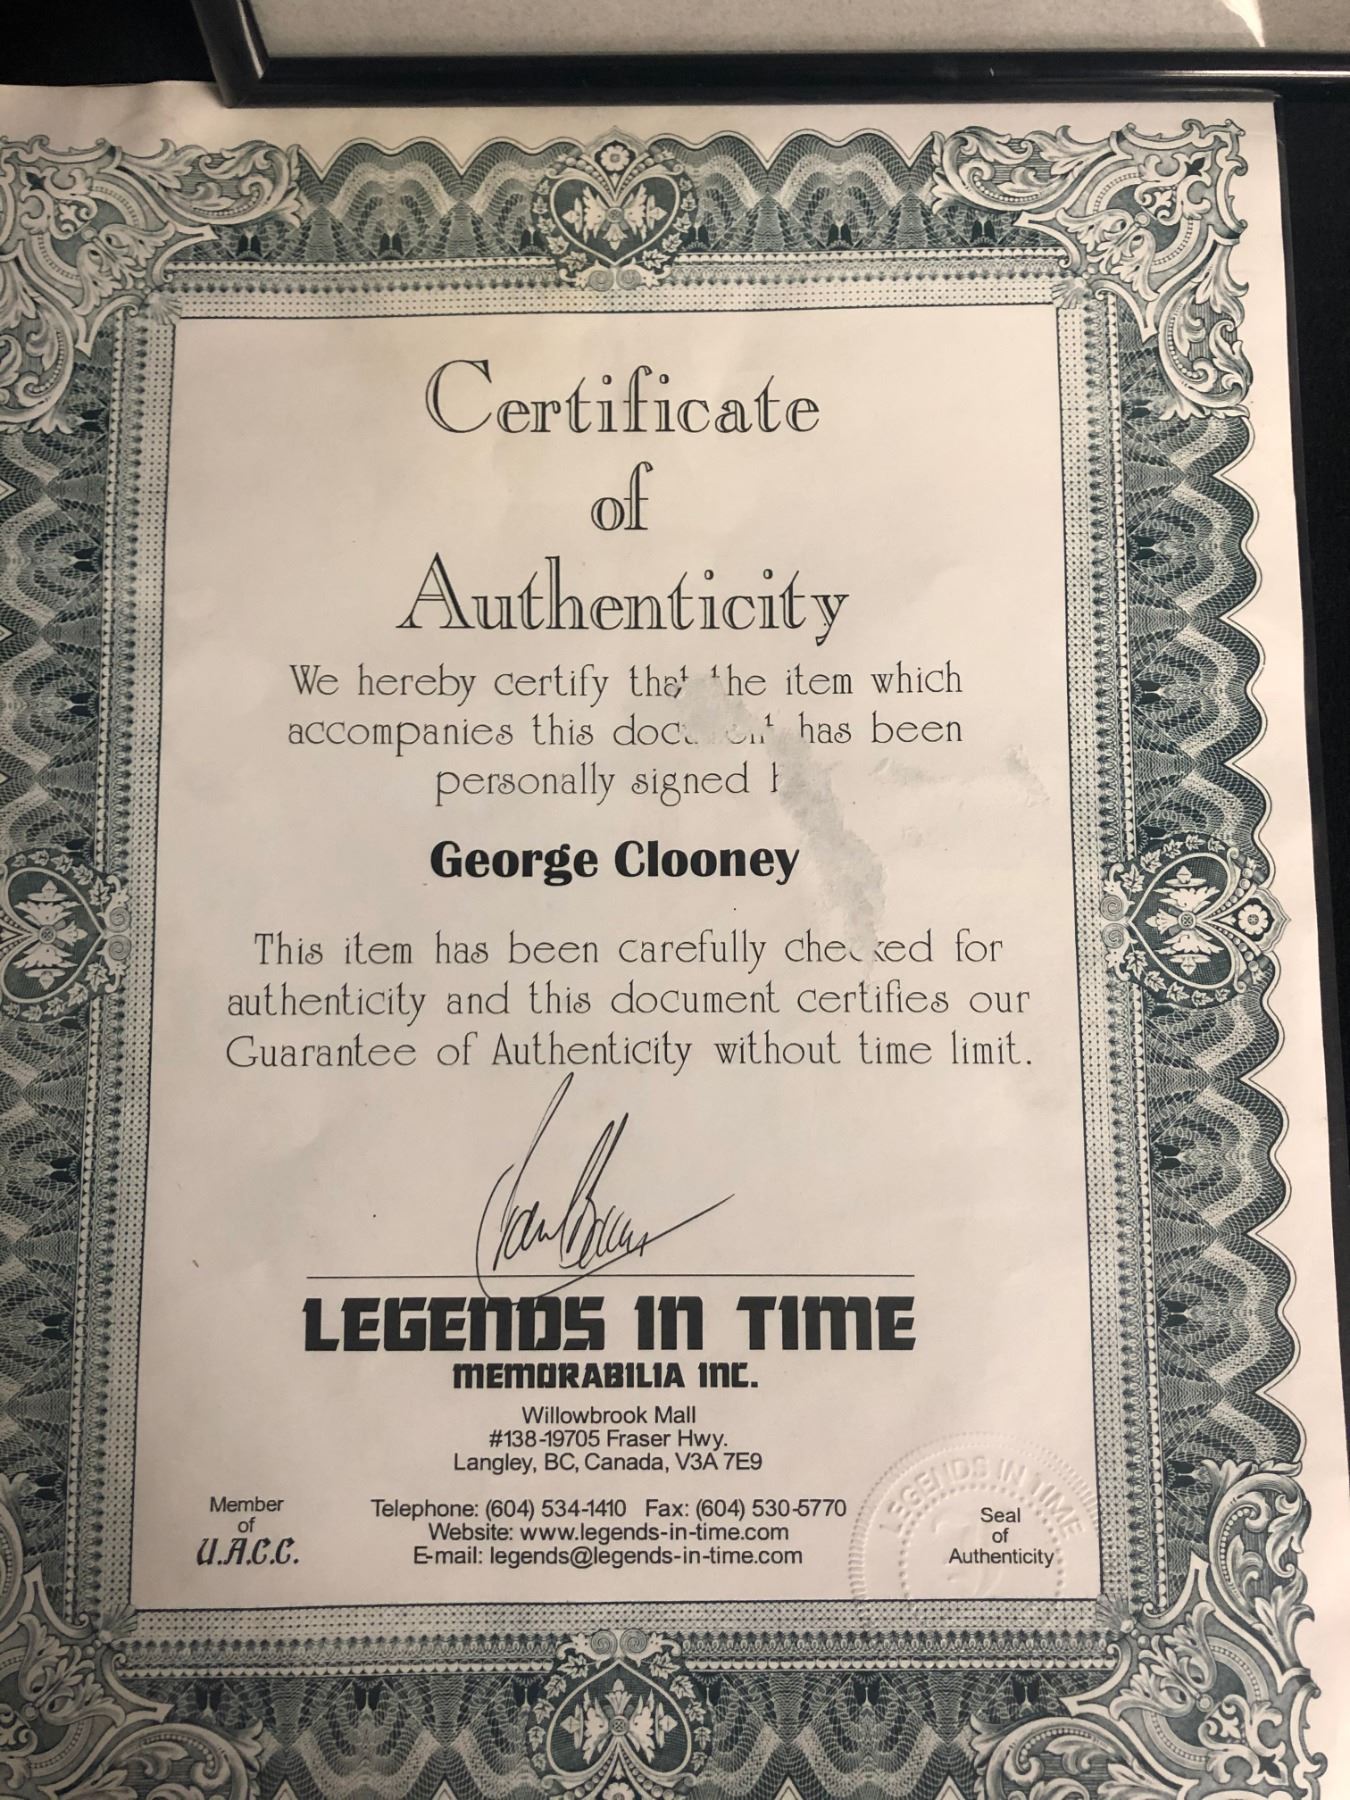 Certificate
of
Authenticity
We hereby certify that the item which
accompanies this has been
personally signed
George Clooney
This item has been carefully checked for
authenticity and this document certifies our
Guarantee of Authenticity without time limit.
LEGENDS IN TIME
MEMORABILIA INC.
Willowbrook Mall
#138-19705 Fraser Hwy.
Langley, BC, Canada, V3A 7E9
Telephone: (604) 534-1410 Fax: (604) 530-5770
Website: www.legends-in-time.com
E-mail: legends@legends-in-time.com
Member
of
U.A.C.C.
LEGENDS IN TIME
Seal
of
Authenticity